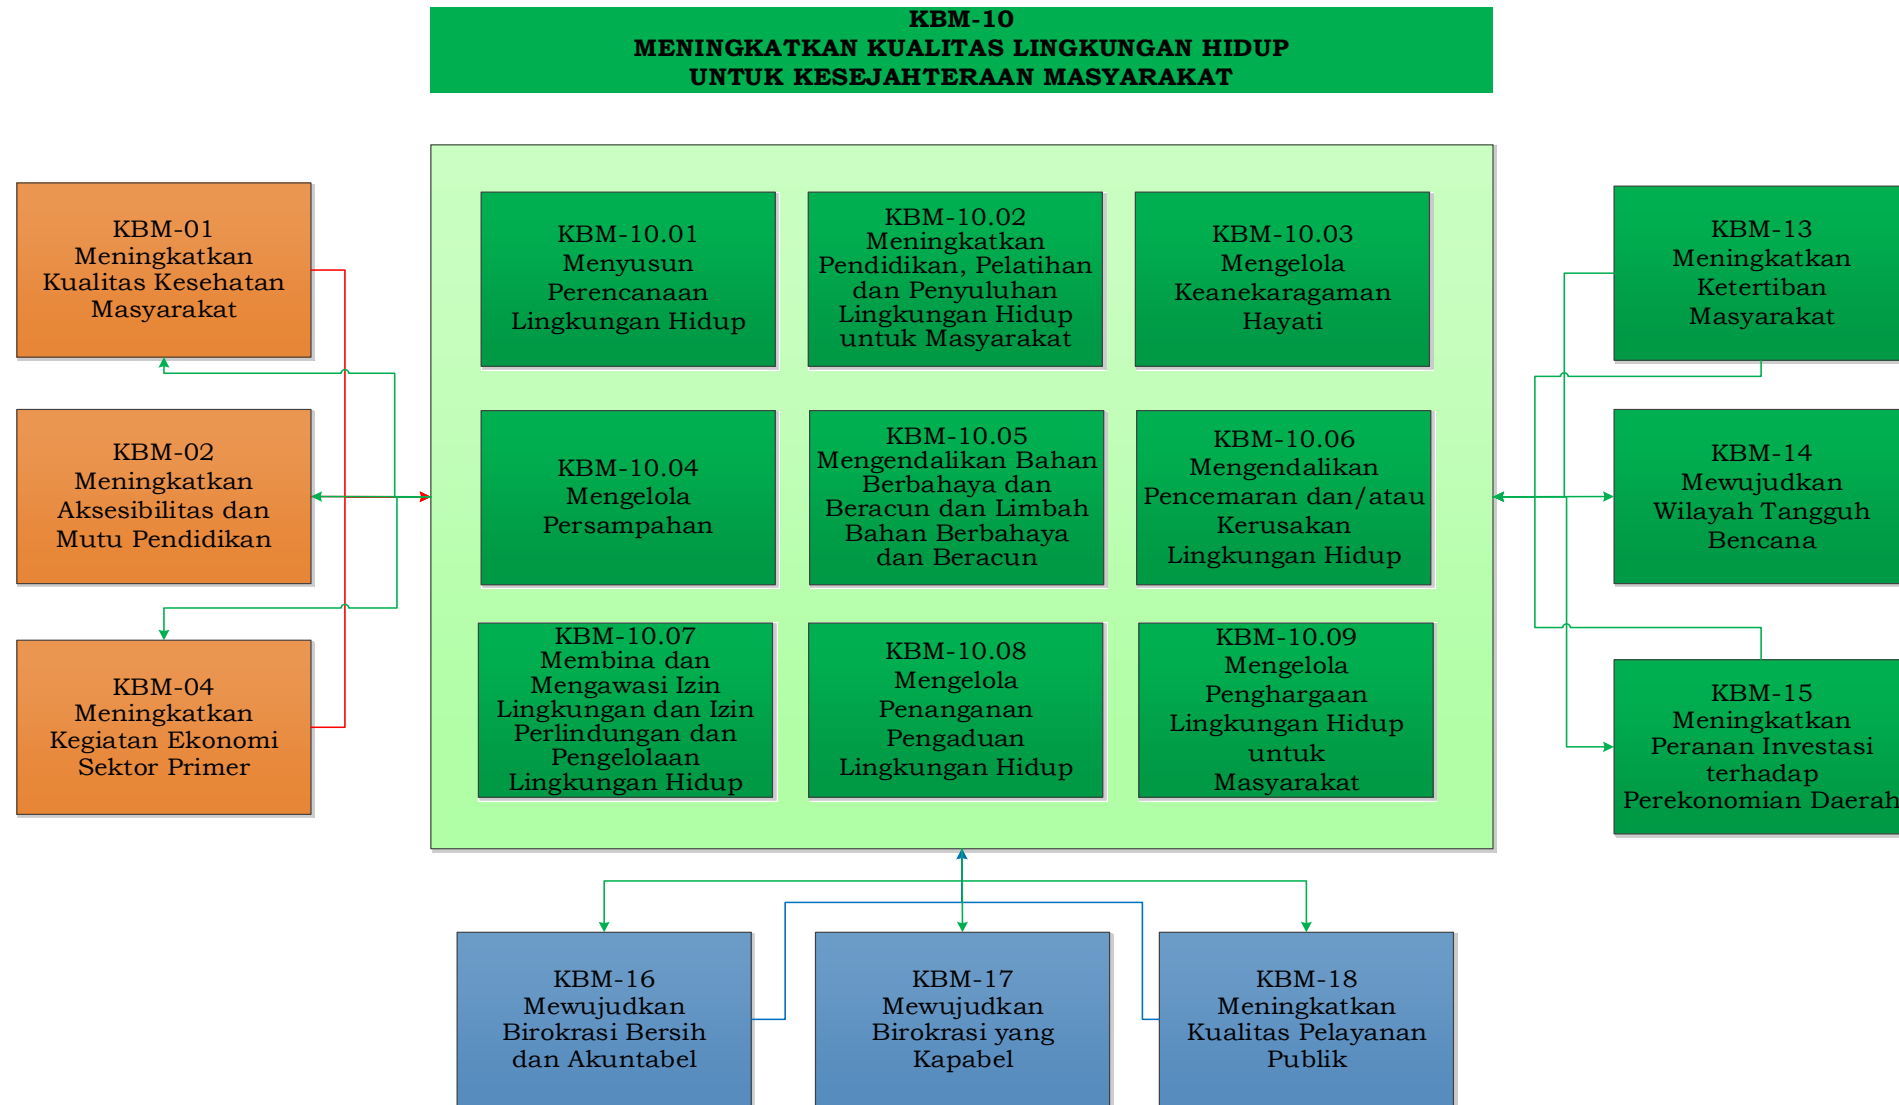 KBM-10
MENINGKATKAN KUALITAS LINGKUNGAN HIDUP
UNTUK KESEJAHTERAAN MASYARAKAT
KBM-01
Meningkatkan
Kualitas Kesehatan
Masyarakat
KBM-02
Meningkatkan
Aksesibilitas dan
Mutu Pendidikan
KBM-04
Meningkatkan
Kegiatan Ekonomi
Sektor Primer
KBM-10.01
Menyusun
Perencanaan
Lingkungan Hidup
KBM-10.02
Meningkatkan
Pendidikan, Pelatihan
dan Penyuluhan
Lingkungan Hidup
untuk Masyarakat
KBM-10.03
Mengelola
Keanekaragaman
Hayati
KBM-10.04
Mengelola
Persampahan
KBM-10.05
Mengendalikan Bahan
Berbahaya dan
Beracun dan Limbah
Bahan Berbahaya
dan Beracun
KBM-10.06
Mengendalikan
Pencemaran dan/atau
Kerusakan
Lingkungan Hidup
KBM-10.07
Membina dan
Mengawasi Izin
Lingkungan dan Izin
Perlindungan dan
Pengelolaan
Lingkungan Hidup
KBM-10.08
Mengelola
Penanganan
Pengaduan
Lingkungan Hidup
KBM-10.09
Mengelola
Penghargaan
Lingkungan Hidup
untuk
Masyarakat
KBM-13
Meningkatkan
Ketertiban
Masyarakat
KBM-14
Mewujudkan
Wilayah Tangguh
Bencana
KBM-15
Meningkatkan
Peranan Investasi
terhadap
Perekonomian Daerah
KBM-16
Mewujudkan
Birokrasi Bersih
dan Akuntabel
KBM-17
Mewujudkan
Birokrasi yang
Kapabel
KBM-18
Meningkatkan
Kualitas Pelayanan
Publik